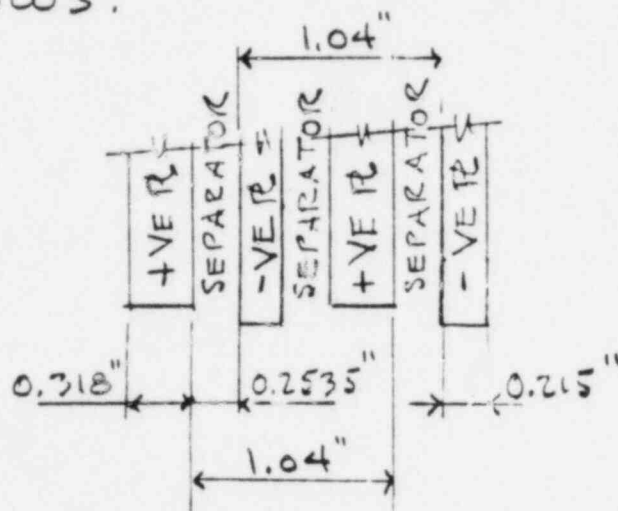 1.04"
+VE PL
SEPARATOR
-VE PL
SEPARATOR
+VE PL
SEPARATOR
-VE PL
0.318"
0.2535"
0.215"
1.04"